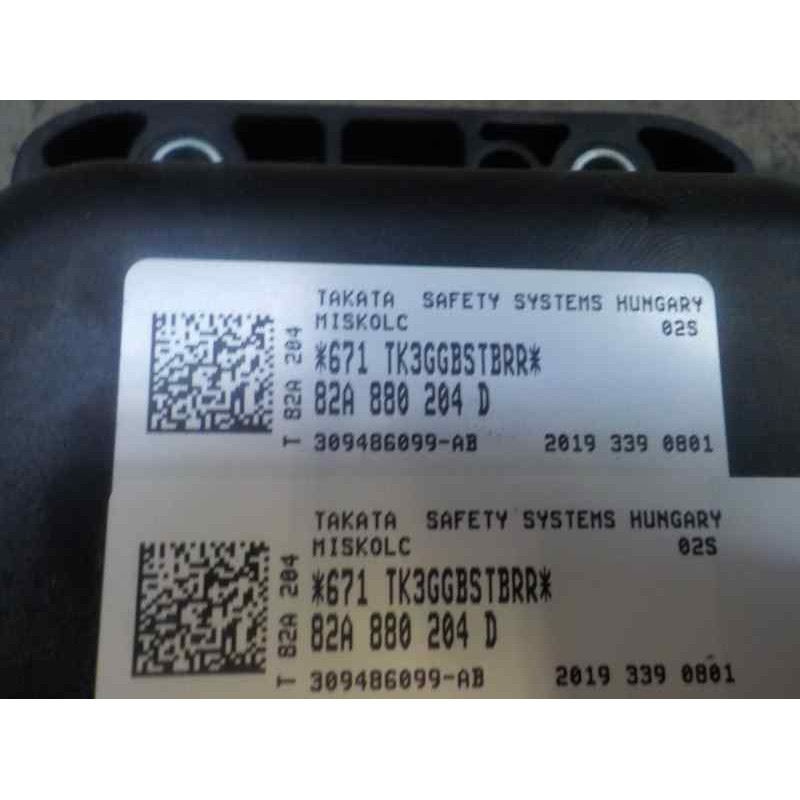 TAKATA SAFETY SYSTEMS HUNGARY
MISKOLC 02S
*671 TK3GGBSTBRR*
82A 880 204 D
T 82A 204
309486099-AB 2019 339 0801
TAKATA SAFETY SYSTEMS HUNGARY
MISKOLC 02S
*671 TK3GGBSTBRR*
82A 880 204 D
T 82A 204
309486099-AB 2019 339 0801